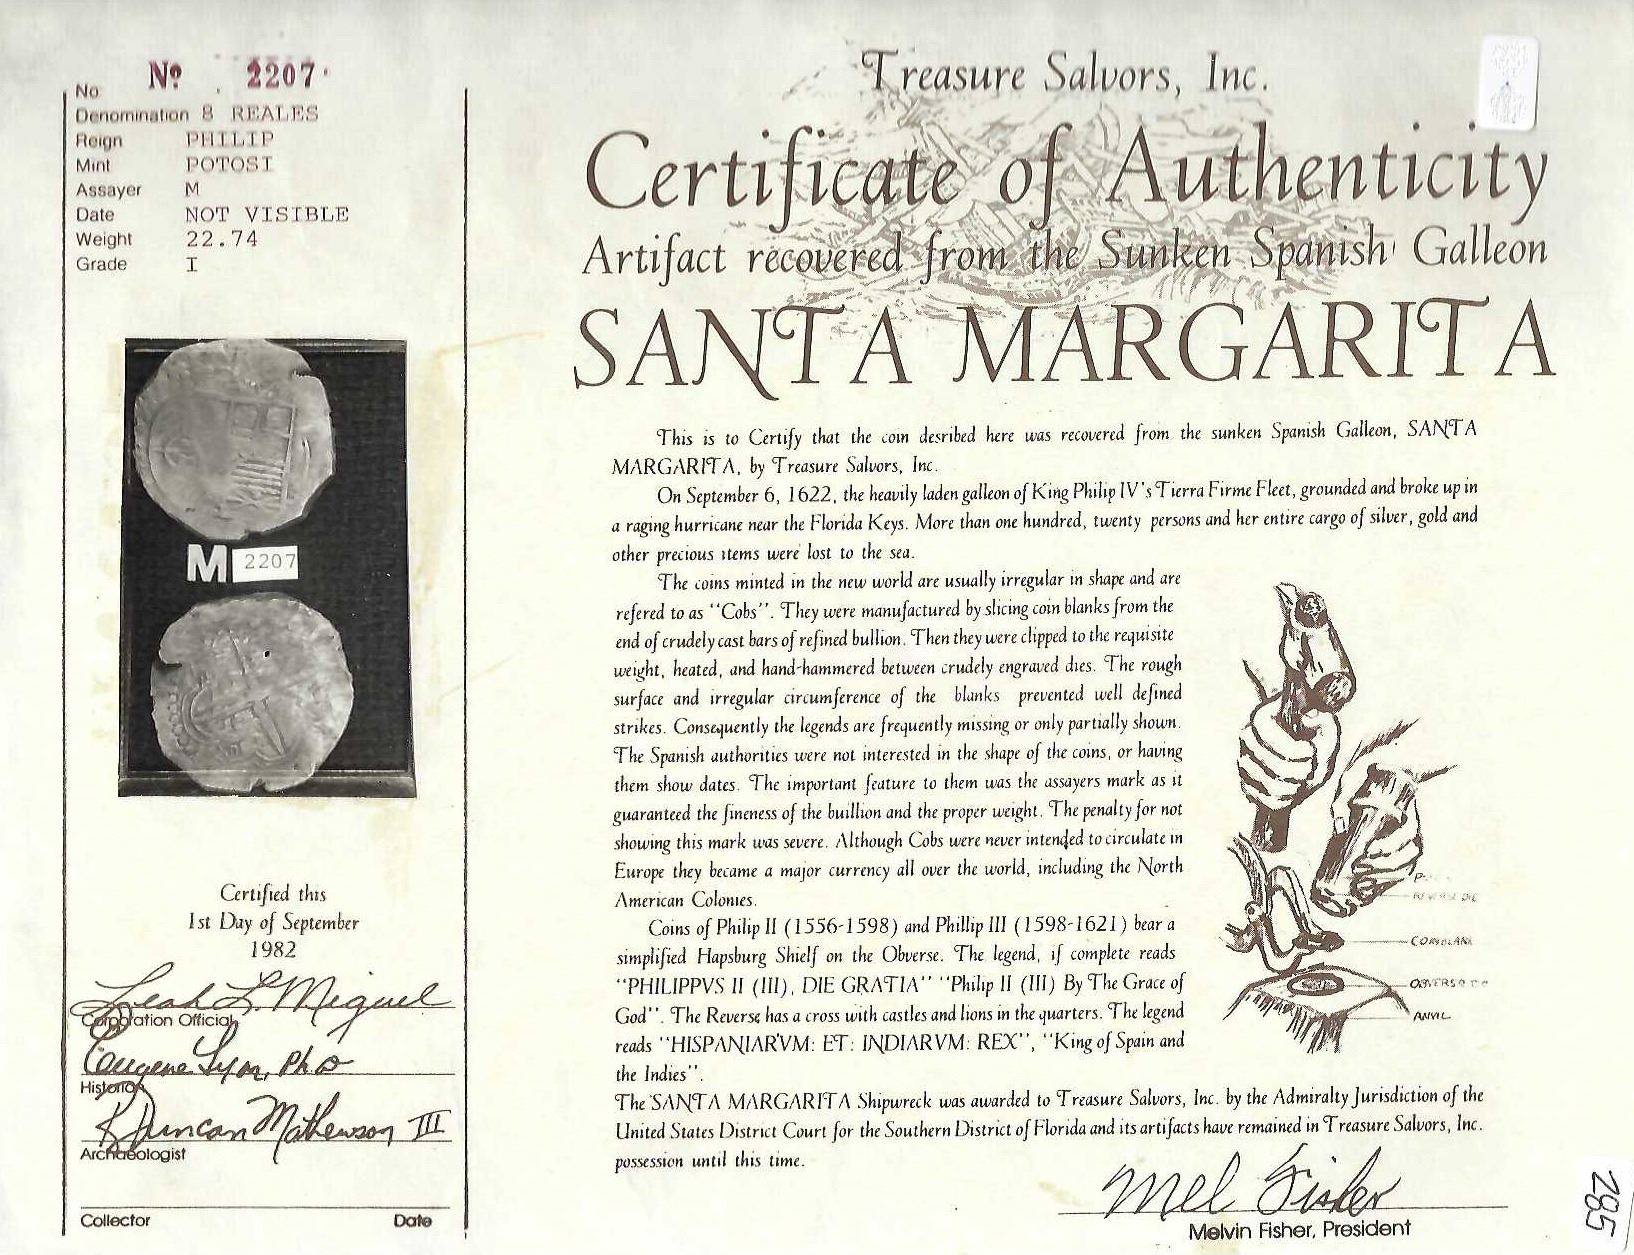 No Nº 2207
Denomination 8 REALES
Reign PHILIP
Mint POTOSI
Assayer M
Date NOT VISIBLE
Weight 22.74
Grade I
M 2207
Certified this
1st Day of September
1982
Leah L. Miguel
Corporation Official
Eugene Lyon, PhD
Historian
R Duncan Mathewson III
Archaeologist
Collector Date
Treasure Salvors, Inc.
Certificate of Authenticity
Artifact recovered from the Sunken Spanish Galleon
SANTA MARGARITA
This is to Certify that the coin desribed here was recovered from the sunken Spanish Galleon, SANTA
MARGARITA, by Treasure Salvors, Inc.
On September 6, 1622, the heavily laden galleon of King Philip IV's Tierra Firme Fleet, grounded and broke up in
a raging hurricane near the Florida Keys. More than one hundred, twenty persons and her entire cargo of silver, gold and
other precious items were lost to the sea.
The coins minted in the new world are usually irregular in shape and are
refered to as "Cobs". They were manufactured by slicing coin blanks from the
end of crudely cast bars of refined bullion. Then they were clipped to the requisite
weight, heated, and hand-hammered between crudely engraved dies. The rough
surface and irregular circumference of the blanks prevented well defined
strikes. Consequently the legends are frequently missing or only partially shown.
The Spanish authorities were not interested in the shape of the coins, or having
them show dates. The important feature to them was the assayers mark as it
guaranteed the fineness of the buillion and the proper weight. The penalty for not
showing this mark was severe. Although Cobs were never intended to circulate in
Europe they became a major currency all over the world, including the North
American Colonies.
Coins of Philip II (1556-1598) and Phillip III (1598-1621) bear a
simplified Hapsburg Shielf on the Obverse. The legend, if complete reads
"PHILIPPVS II (III), DIE GRATIA" "Philip II (III) By The Grace of
God". The Reverse has a cross with castles and lions in the quarters. The legend
reads "HISPANIARVM: ET: INDIARVM: REX", "King of Spain and
the Indies".
The SANTA MARGARITA Shipwreck was awarded to Treasure Salvors, Inc. by the Admiralty Jurisdiction of the
United States District Court for the Southern District of Florida and its artifacts have remained in Treasure Salvors, Inc.
possession until this time.
REVERSE DIE
COIN BLANK
OBVERSE
ANVIL
Mel Fisher
Melvin Fisher, President
285